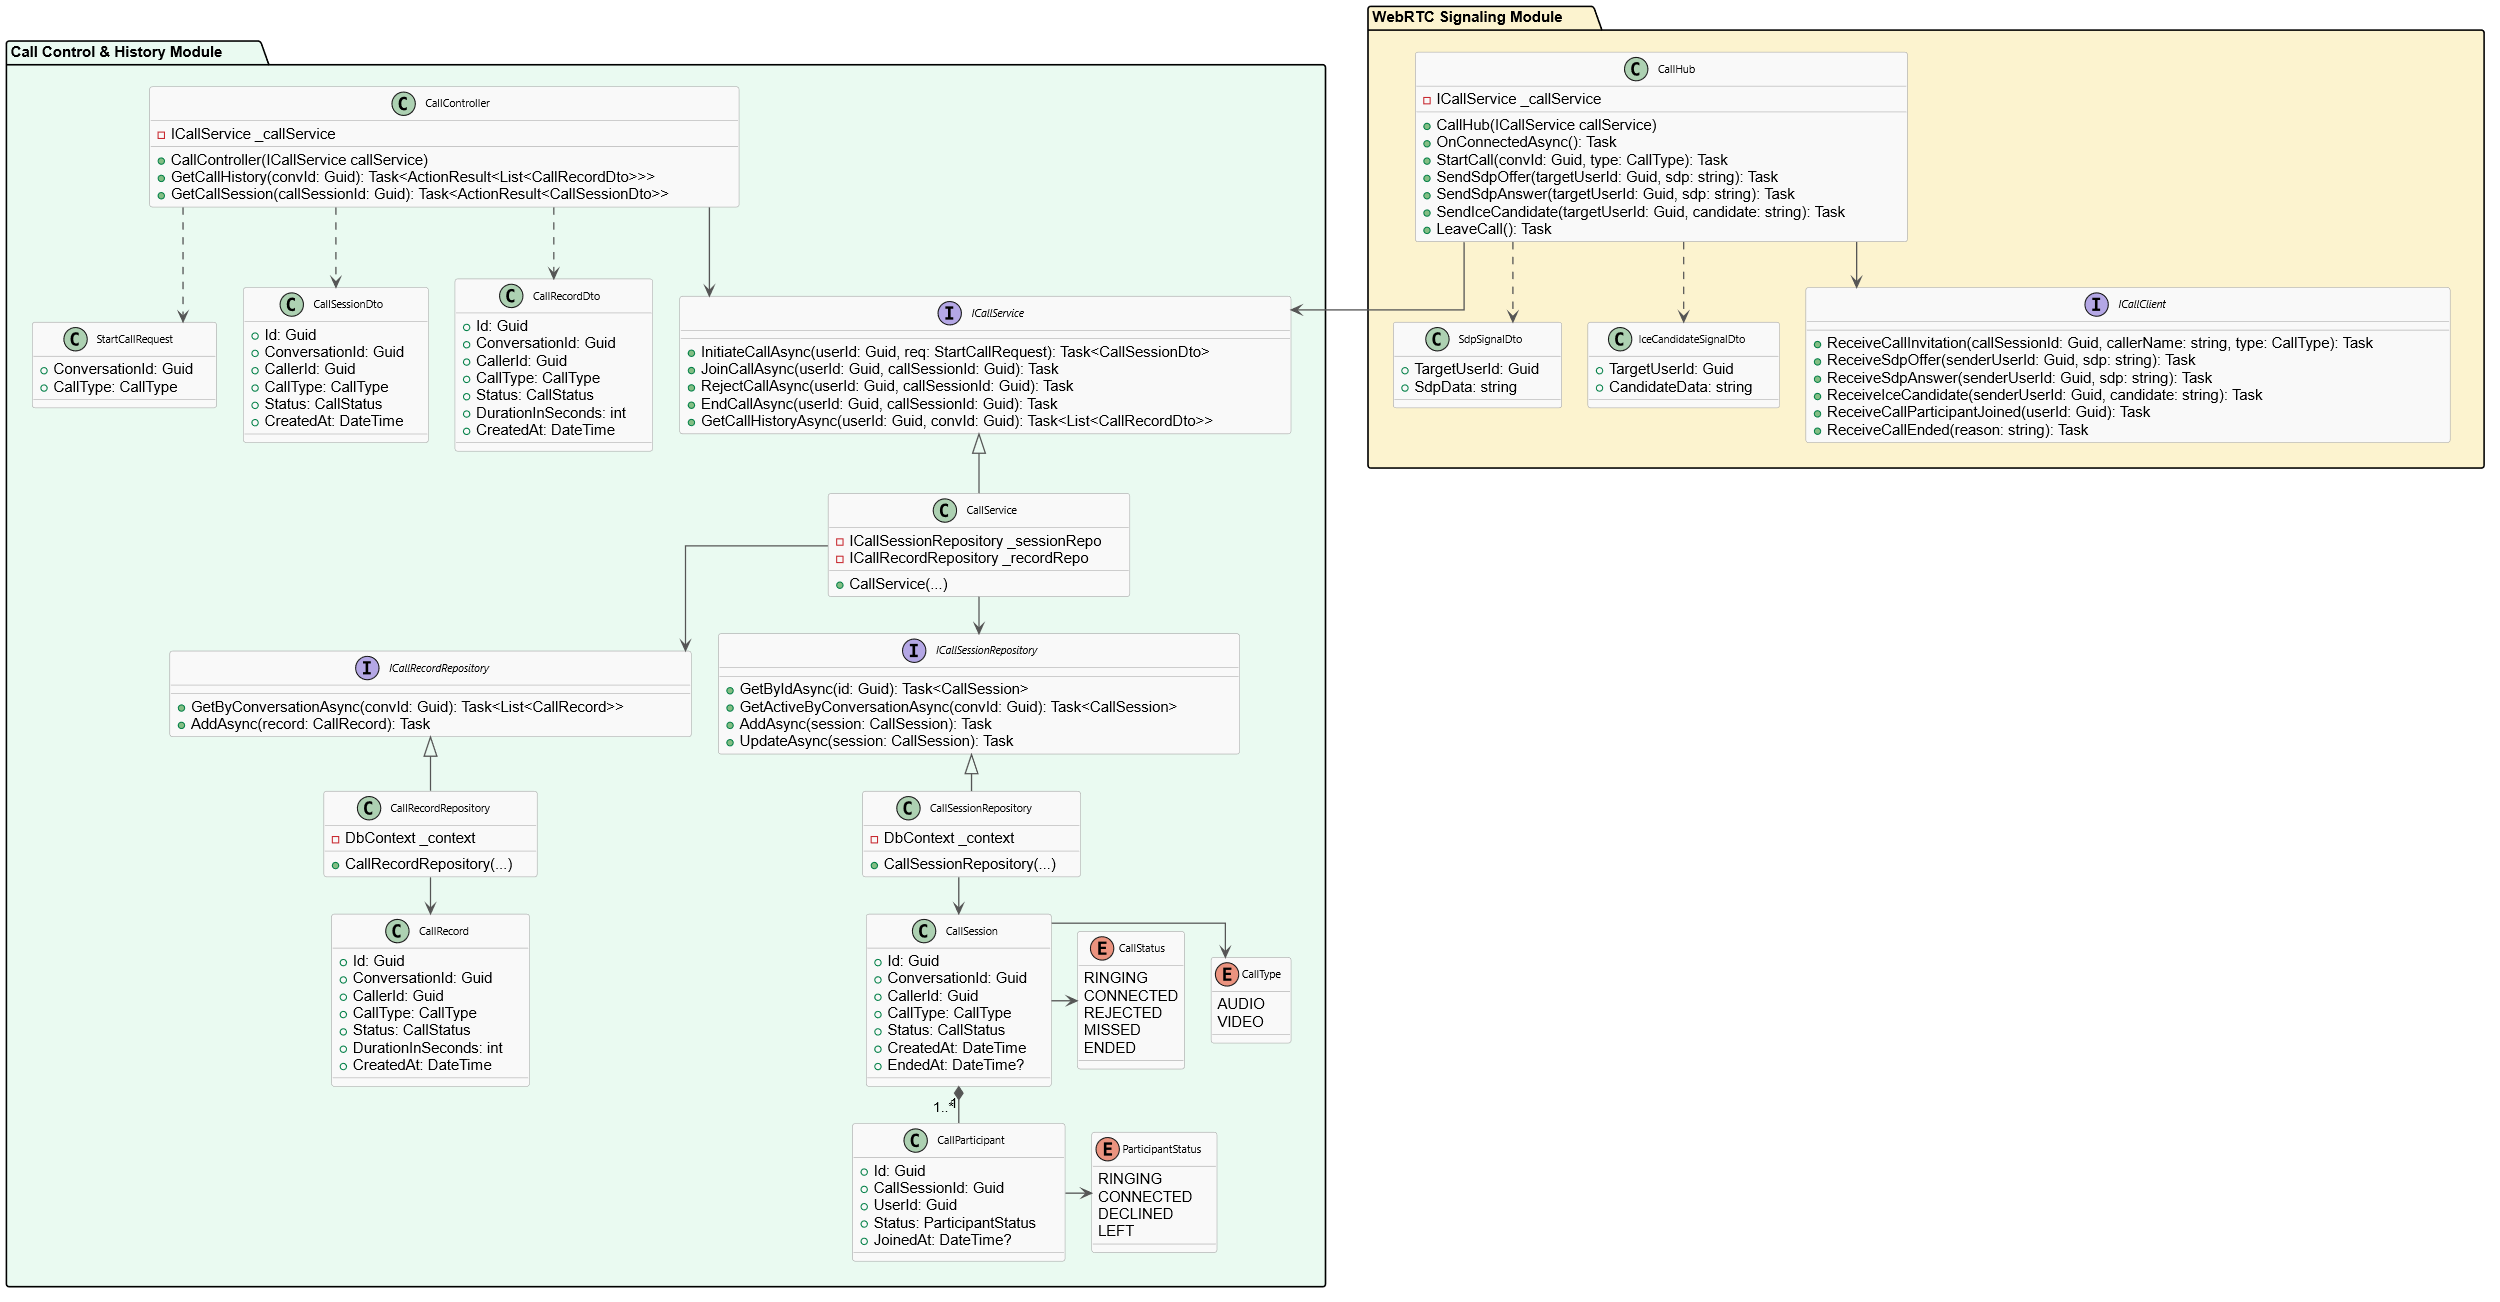 Call Control & History Module
C CallController
ICallService _callService
CallController(ICallService callService)
GetCallHistory(convId: Guid): Task<ActionResult<List<CallRecordDto>>>
GetCallSession(callSessionId: Guid): Task<ActionResult<CallSessionDto>>
C StartCallRequest
ConversationId: Guid
CallType: CallType
C CallSessionDto
Id: Guid
ConversationId: Guid
CallerId: Guid
CallType: CallType
Status: CallStatus
CreatedAt: DateTime
C CallRecordDto
Id: Guid
ConversationId: Guid
CallerId: Guid
CallType: CallType
Status: CallStatus
DurationInSeconds: int
CreatedAt: DateTime
I ICallService
InitiateCallAsync(userId: Guid, req: StartCallRequest): Task<CallSessionDto>
JoinCallAsync(userId: Guid, callSessionId: Guid): Task
RejectCallAsync(userId: Guid, callSessionId: Guid): Task
EndCallAsync(userId: Guid, callSessionId: Guid): Task
GetCallHistoryAsync(userId: Guid, convId: Guid): Task<List<CallRecordDto>>
C CallService
ICallSessionRepository _sessionRepo
ICallRecordRepository _recordRepo
CallService(...)
I ICallRecordRepository
GetByConversationAsync(convId: Guid): Task<List<CallRecord>>
AddAsync(record: CallRecord): Task
I ICallSessionRepository
GetByIdAsync(id: Guid): Task<CallSession>
GetActiveByConversationAsync(convId: Guid): Task<CallSession>
AddAsync(session: CallSession): Task
UpdateAsync(session: CallSession): Task
C CallRecordRepository
DbContext _context
CallRecordRepository(...)
C CallSessionRepository
DbContext _context
CallSessionRepository(...)
C CallRecord
Id: Guid
ConversationId: Guid
CallerId: Guid
CallType: CallType
Status: CallStatus
DurationInSeconds: int
CreatedAt: DateTime
C CallSession
Id: Guid
ConversationId: Guid
CallerId: Guid
CallType: CallType
Status: CallStatus
CreatedAt: DateTime
EndedAt: DateTime?
E CallStatus
RINGING
CONNECTED
REJECTED
MISSED
ENDED
E CallType
AUDIO
VIDEO
1
1..*
C CallParticipant
Id: Guid
CallSessionId: Guid
UserId: Guid
Status: ParticipantStatus
JoinedAt: DateTime?
E ParticipantStatus
RINGING
CONNECTED
DECLINED
LEFT
WebRTC Signaling Module
C CallHub
ICallService _callService
CallHub(ICallService callService)
OnConnectedAsync(): Task
StartCall(convId: Guid, type: CallType): Task
SendSdpOffer(targetUserId: Guid, sdp: string): Task
SendSdpAnswer(targetUserId: Guid, sdp: string): Task
SendIceCandidate(targetUserId: Guid, candidate: string): Task
LeaveCall(): Task
C SdpSignalDto
TargetUserId: Guid
SdpData: string
C IceCandidateSignalDto
TargetUserId: Guid
CandidateData: string
I ICallClient
ReceiveCallInvitation(callSessionId: Guid, callerName: string, type: CallType): Task
ReceiveSdpOffer(senderUserId: Guid, sdp: string): Task
ReceiveSdpAnswer(senderUserId: Guid, sdp: string): Task
ReceiveIceCandidate(senderUserId: Guid, candidate: string): Task
ReceiveCallParticipantJoined(userId: Guid): Task
ReceiveCallEnded(reason: string): Task